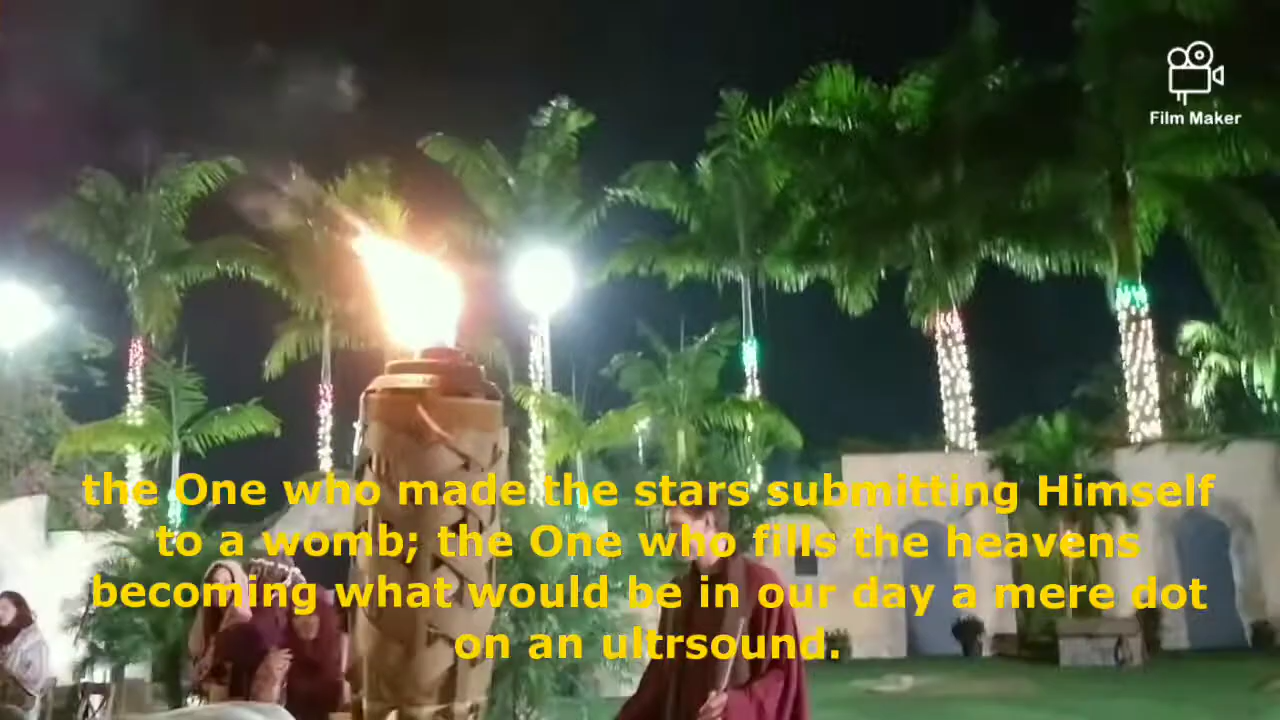 Film Maker
the One who made the stars submitting Himself
to a womb; the One who fills the heavens
becoming what would be in our day a mere dot
on an ultrsound.